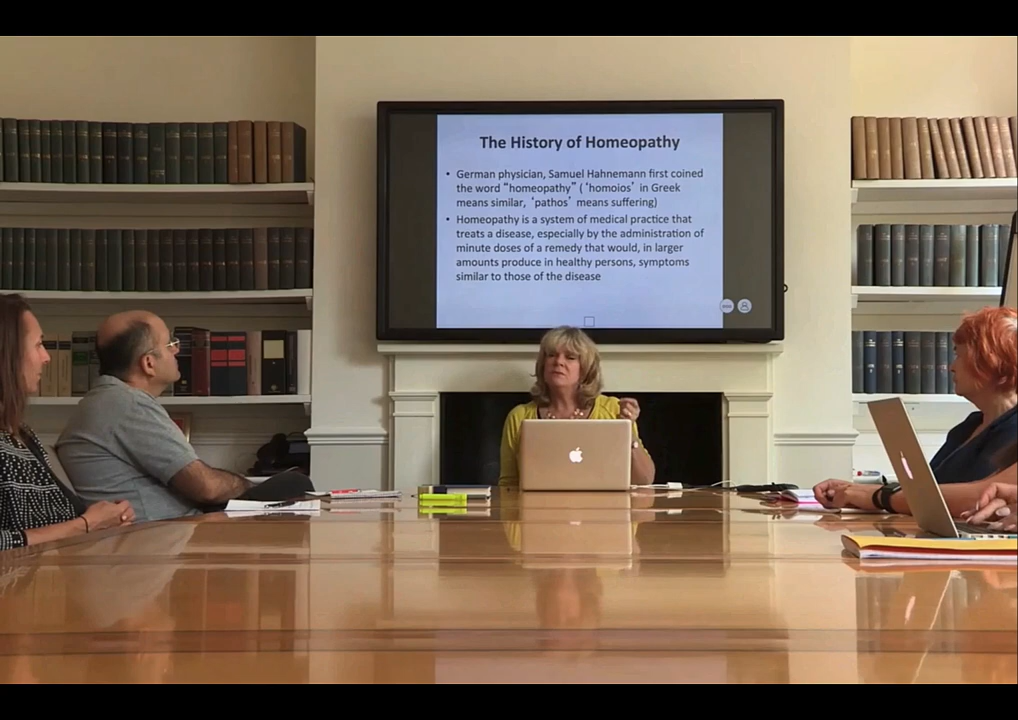 The History of Homeopathy
• German physician, Samuel Hahnemann first coined
the word “homeopathy” ( ‘homoios’ in Greek
means similar, ‘pathos’ means suffering)
• Homeopathy is a system of medical practice that
treats a disease, especially by the administration of
minute doses of a remedy that would, in larger
amounts produce in healthy persons, symptoms
similar to those of the disease